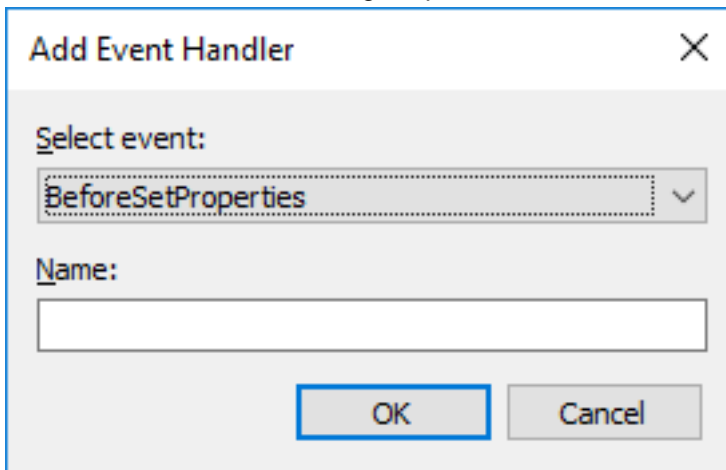 Add Event Handler
Select event:
BeforeSetProperties
Name:
OK Cancel